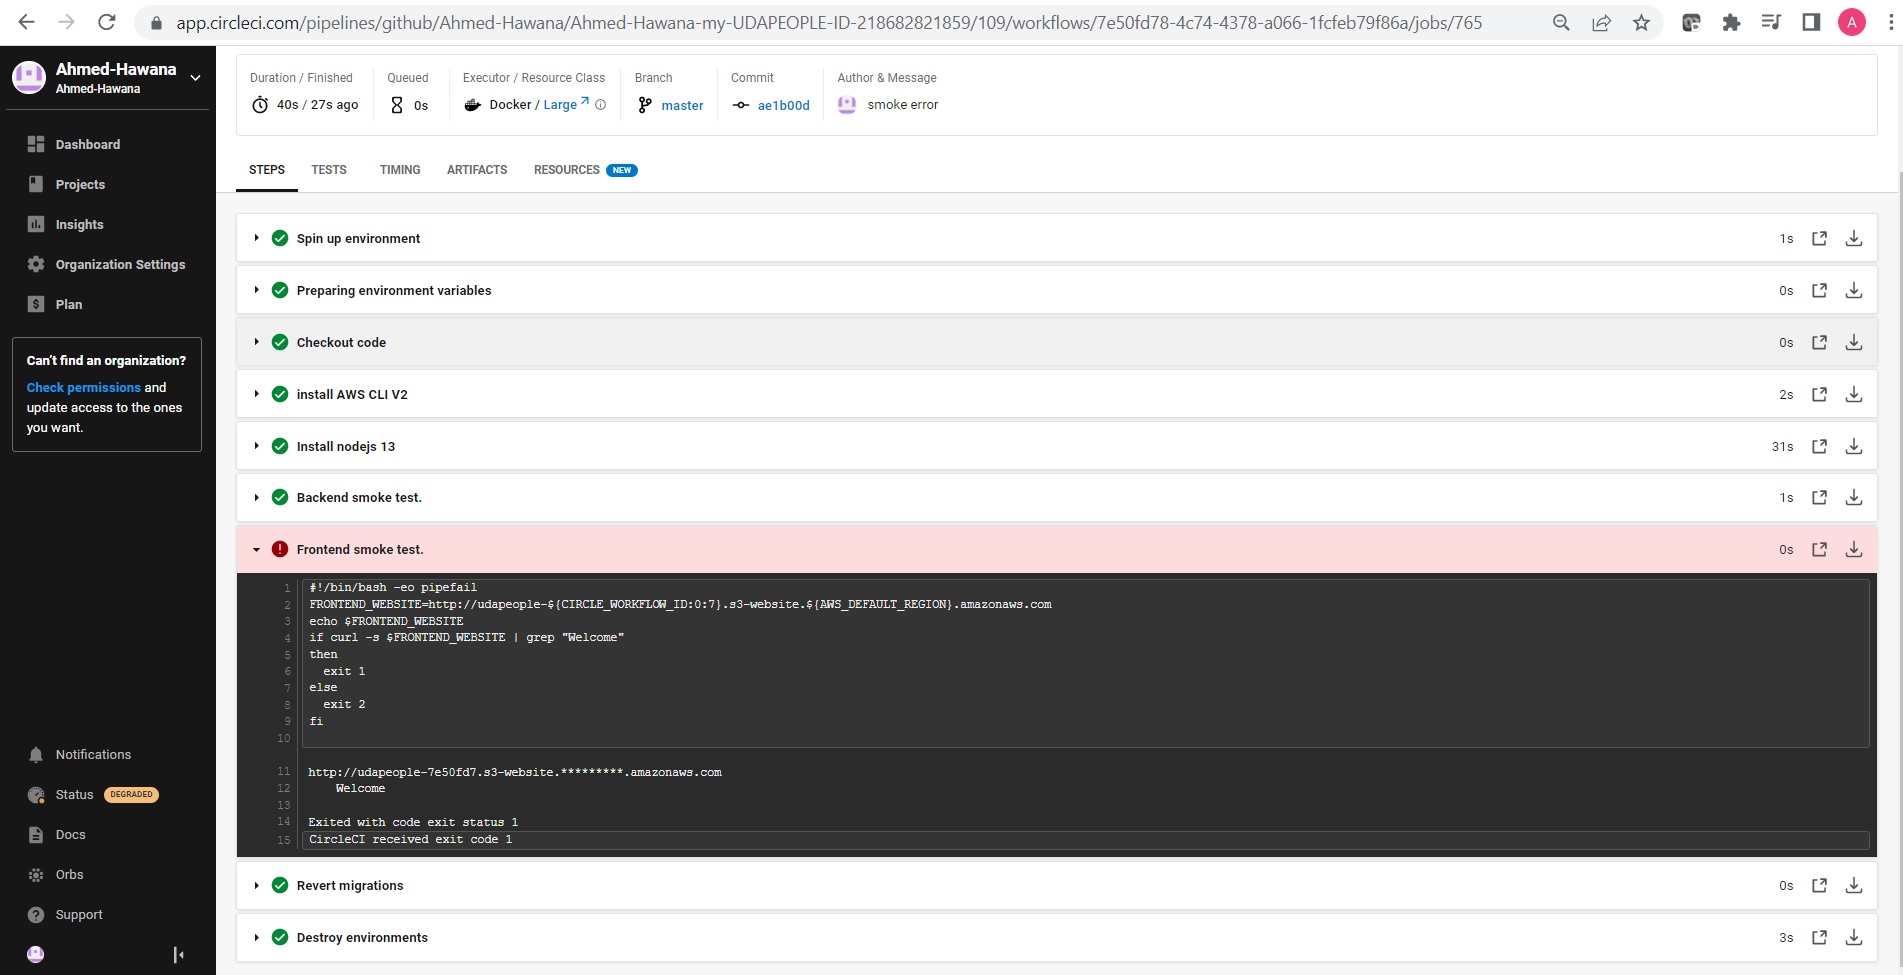 app.circleci.com/pipelines/github/Ahmed-Hawana/Ahmed-Hawana-my-UDAPEOPLE-ID-218682821859/109/workflows/7e50fd78-4c74-4378-a066-1fcfeb79f86a/jobs/765
A
Ahmed-Hawana
Ahmed-Hawana
Dashboard
Projects
Insights
Organization Settings
Plan
Can't find an organization?
Check permissions and
update access to the ones
you want.
Notifications
Status DEGRADED
Docs
Orbs
Support
Duration / Finished
40s / 27s ago
Queued
0s
Executor / Resource Class
Docker / Large
Branch
master
Commit
ae1b00d
Author & Message
smoke error
STEPS TESTS TIMING ARTIFACTS RESOURCES NEW
Spin up environment 1s
Preparing environment variables 0s
Checkout code 0s
install AWS CLI V2 2s
Install nodejs 13 31s
Backend smoke test. 1s
Frontend smoke test. 0s
1 #!/bin/bash -eo pipefail
2 FRONTEND_WEBSITE=http://udapeople-${CIRCLE_WORKFLOW_ID:0:7}.s3-website.${AWS_DEFAULT_REGION}.amazonaws.com
3 echo $FRONTEND_WEBSITE
4 if curl -s $FRONTEND_WEBSITE | grep "Welcome"
5 then
6 exit 1
7 else
8 exit 2
9 fi
10
11 http://udapeople-7e50fd7.s3-website.*********.amazonaws.com
12 Welcome
13
14 Exited with code exit status 1
15 CircleCI received exit code 1
Revert migrations 0s
Destroy environments 3s